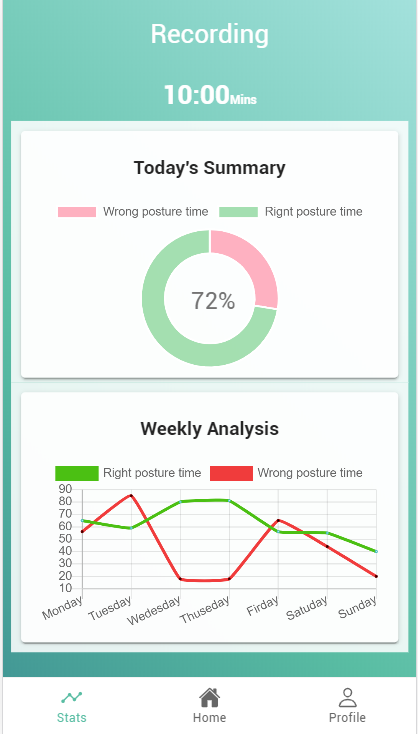 Recording
10:00Mins
Today's Summary
Wrong posture time Rignt posture time
72%
Weekly Analysis
Right posture time Wrong posture time
90
80
70
60
50
40
30
20
10
Monday Tuesday Wedesday Thuseday Firday Satuday Sunday
Stats Home Profile